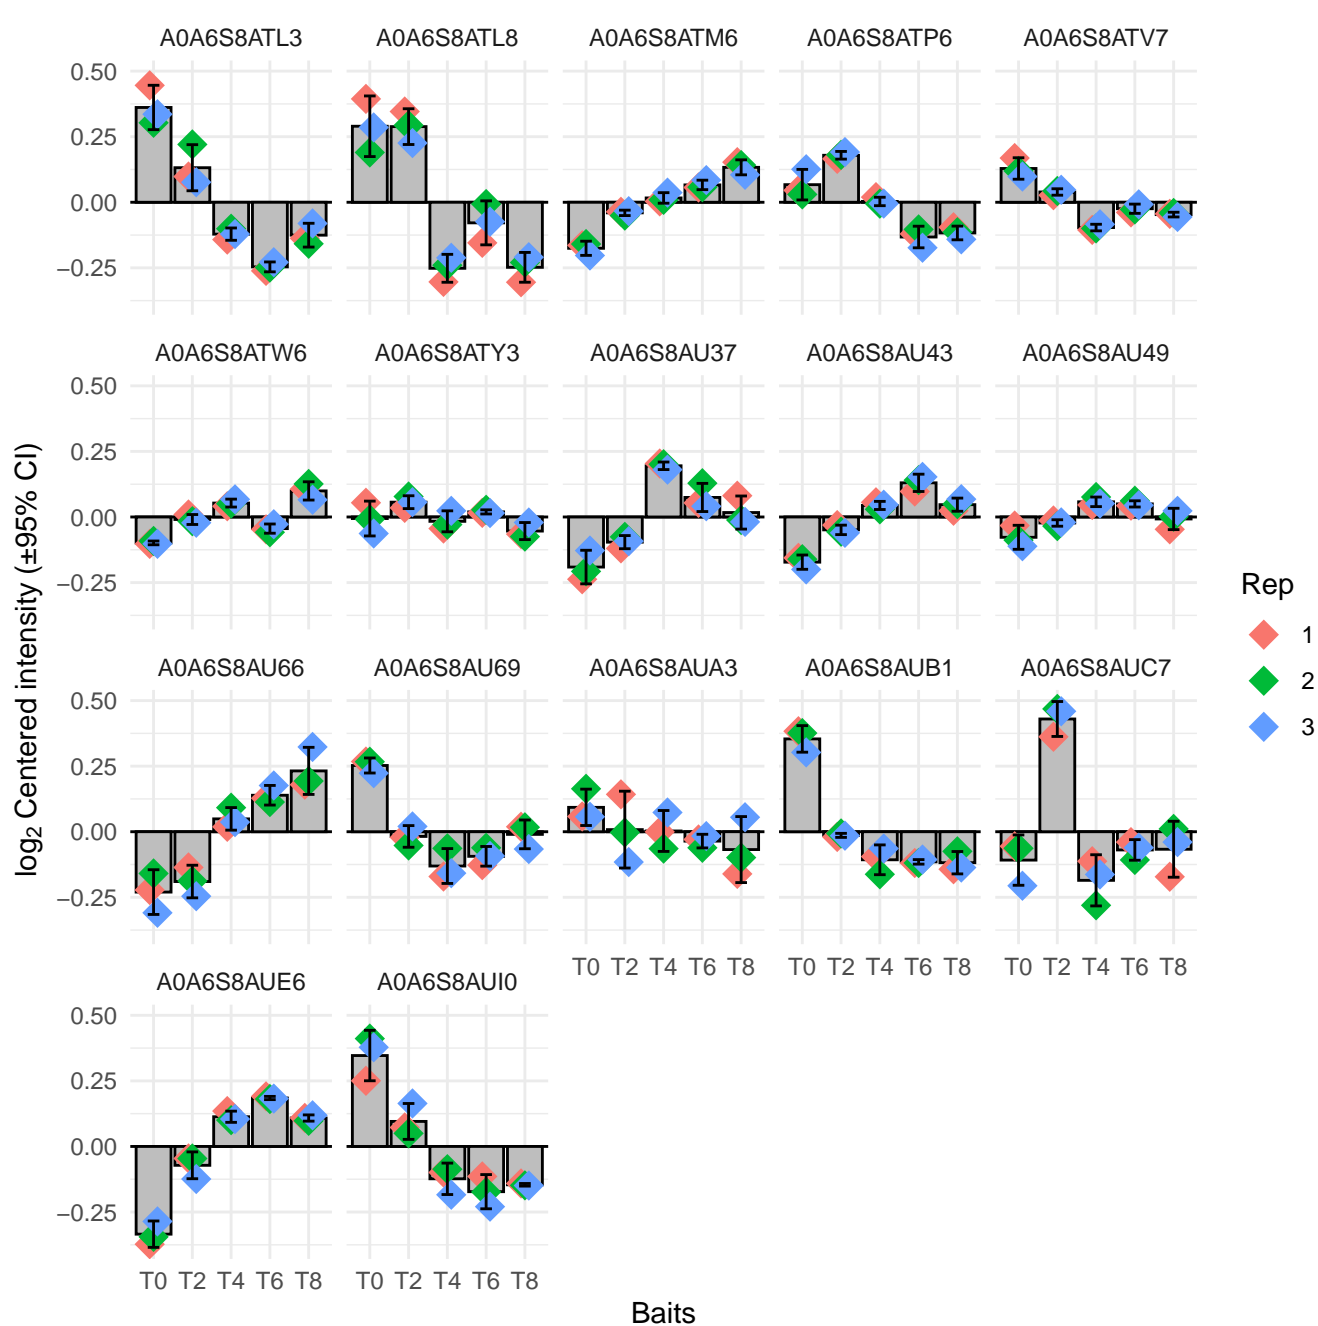 A0A6S8ATL3 A0A6S8ATL8 A0A6S8ATM6 A0A6S8ATP6 A0A6S8ATV7
0.50
0.25
0.00
−0.25
A0A6S8ATW6 A0A6S8ATY3 A0A6S8AU37 A0A6S8AU43 A0A6S8AU49
0.50
0.25
0.00
−0.25
A0A6S8AU66 A0A6S8AU69 A0A6S8AUA3 A0A6S8AUB1 A0A6S8AUC7
0.50
0.25
0.00
−0.25
T0 T2 T4 T6 T8 T0 T2 T4 T6 T8 T0 T2 T4 T6 T8
A0A6S8AUE6 A0A6S8AUI0
0.50
0.25
0.00
−0.25
T0 T2 T4 T6 T8 T0 T2 T4 T6 T8
Baits
log₂ Centered intensity (±95% CI)
Rep
1
2
3